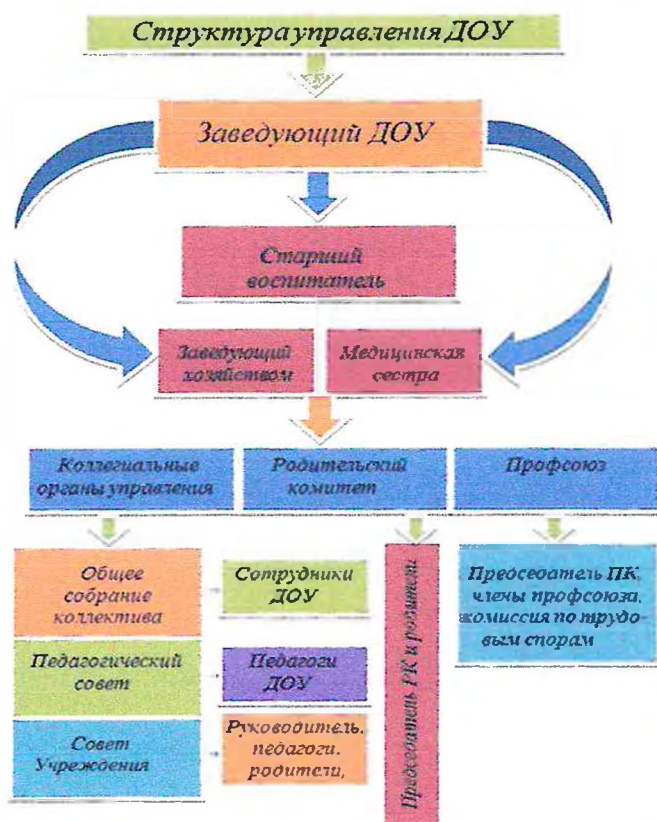 Структура управления ДОУ
Заведующий ДОУ
Старший
воспитатель
Заведующий
хозяйством
Медицинская
сестра
Коллегиальные
органы управления
Родительский
комитет
Профсоюз
Общее
собрание
коллектива
Сотрудники
ДОУ
Педагогический
совет
Педагоги
ДОУ
Совет
Учреждения
Руководитель,
педагоги.
родители,
Председатель РК и родители
Председатель ПК,
члены профсоюза,
комиссия по трудо-
вым спорам